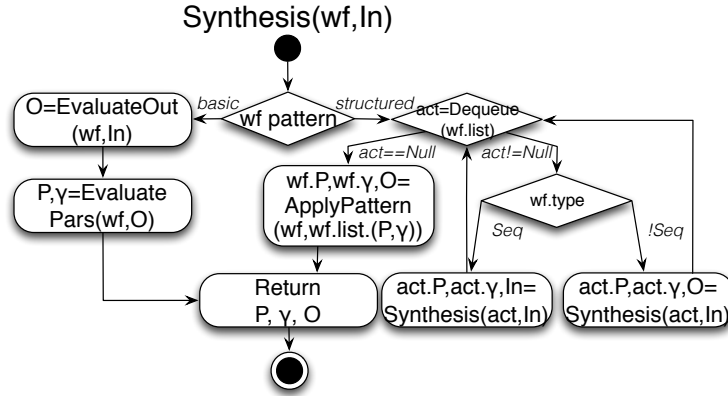 Synthesis(wf,In)
basic
wf pattern
structured
O=EvaluateOut
(wf,In)
act=Dequeue
(wf.list)
act==Null
act!=Null
P,γ=Evaluate
Pars(wf,O)
wf.P,wf.γ,O=
ApplyPattern
(wf,wf.list.(P,γ))
wf.type
Seq
!Seq
Return
P, γ, O
act.P,act.γ,In=
Synthesis(act,In)
act.P,act.γ,O=
Synthesis(act,In)